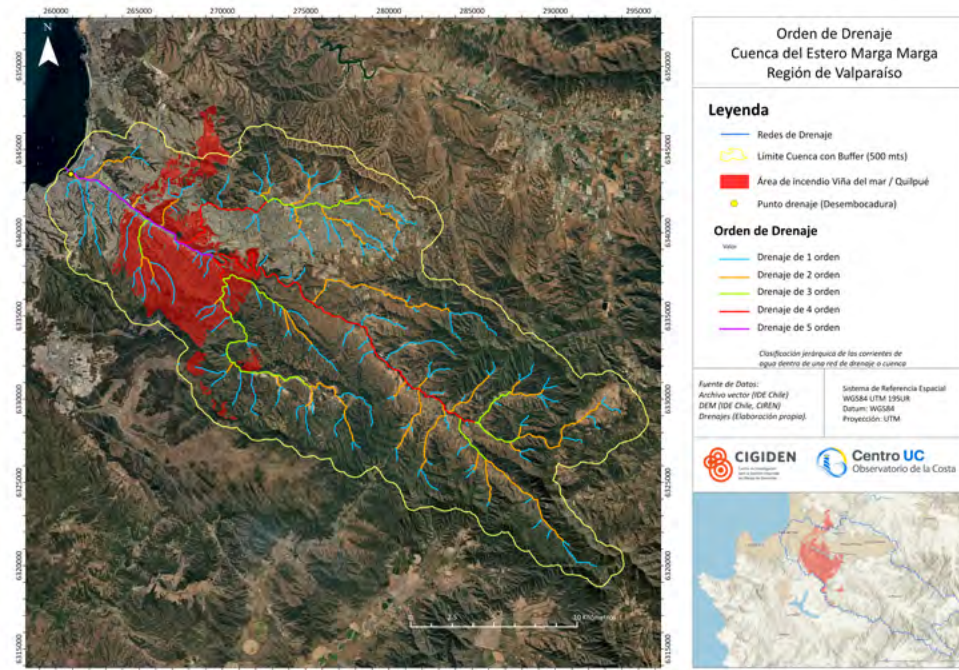 260000 265000 270000 275000 280000 285000 290000 295000
N
6350000
6345000
6340000
6335000
6330000
6325000
6320000
6315000
0 2,5
Orden de Drenaje
Cuenca del Estero Marga Marga
Región de Valparaíso
Leyenda
Redes de Drenaje
Limite Cuenca con Buffer (500 mts)
Área de incendio Viña del mar / Quilpué
Punto drenaje (Desembocadura)
Orden de Drenaje
Valor
Drenaje de 1 orden
Drenaje de 2 orden
Drenaje de 3 orden
Drenaje de 4 orden
Drenaje de 5 orden
Clasificación jerárquica de las corrientes de
agua dentro de una red de drenaje o cuenca
Fuente de Datos:
Archivo vector (IDE Chile)
DEM (IDE Chile, CIREN)
Drenajes (Elaboración propia).
Sistema de Referencia Espacial
WGS84 UTM 19SUR
Datum: WGS84
Proyección: UTM
CIGIDEN
Centro UC
Observatorio de la Costa